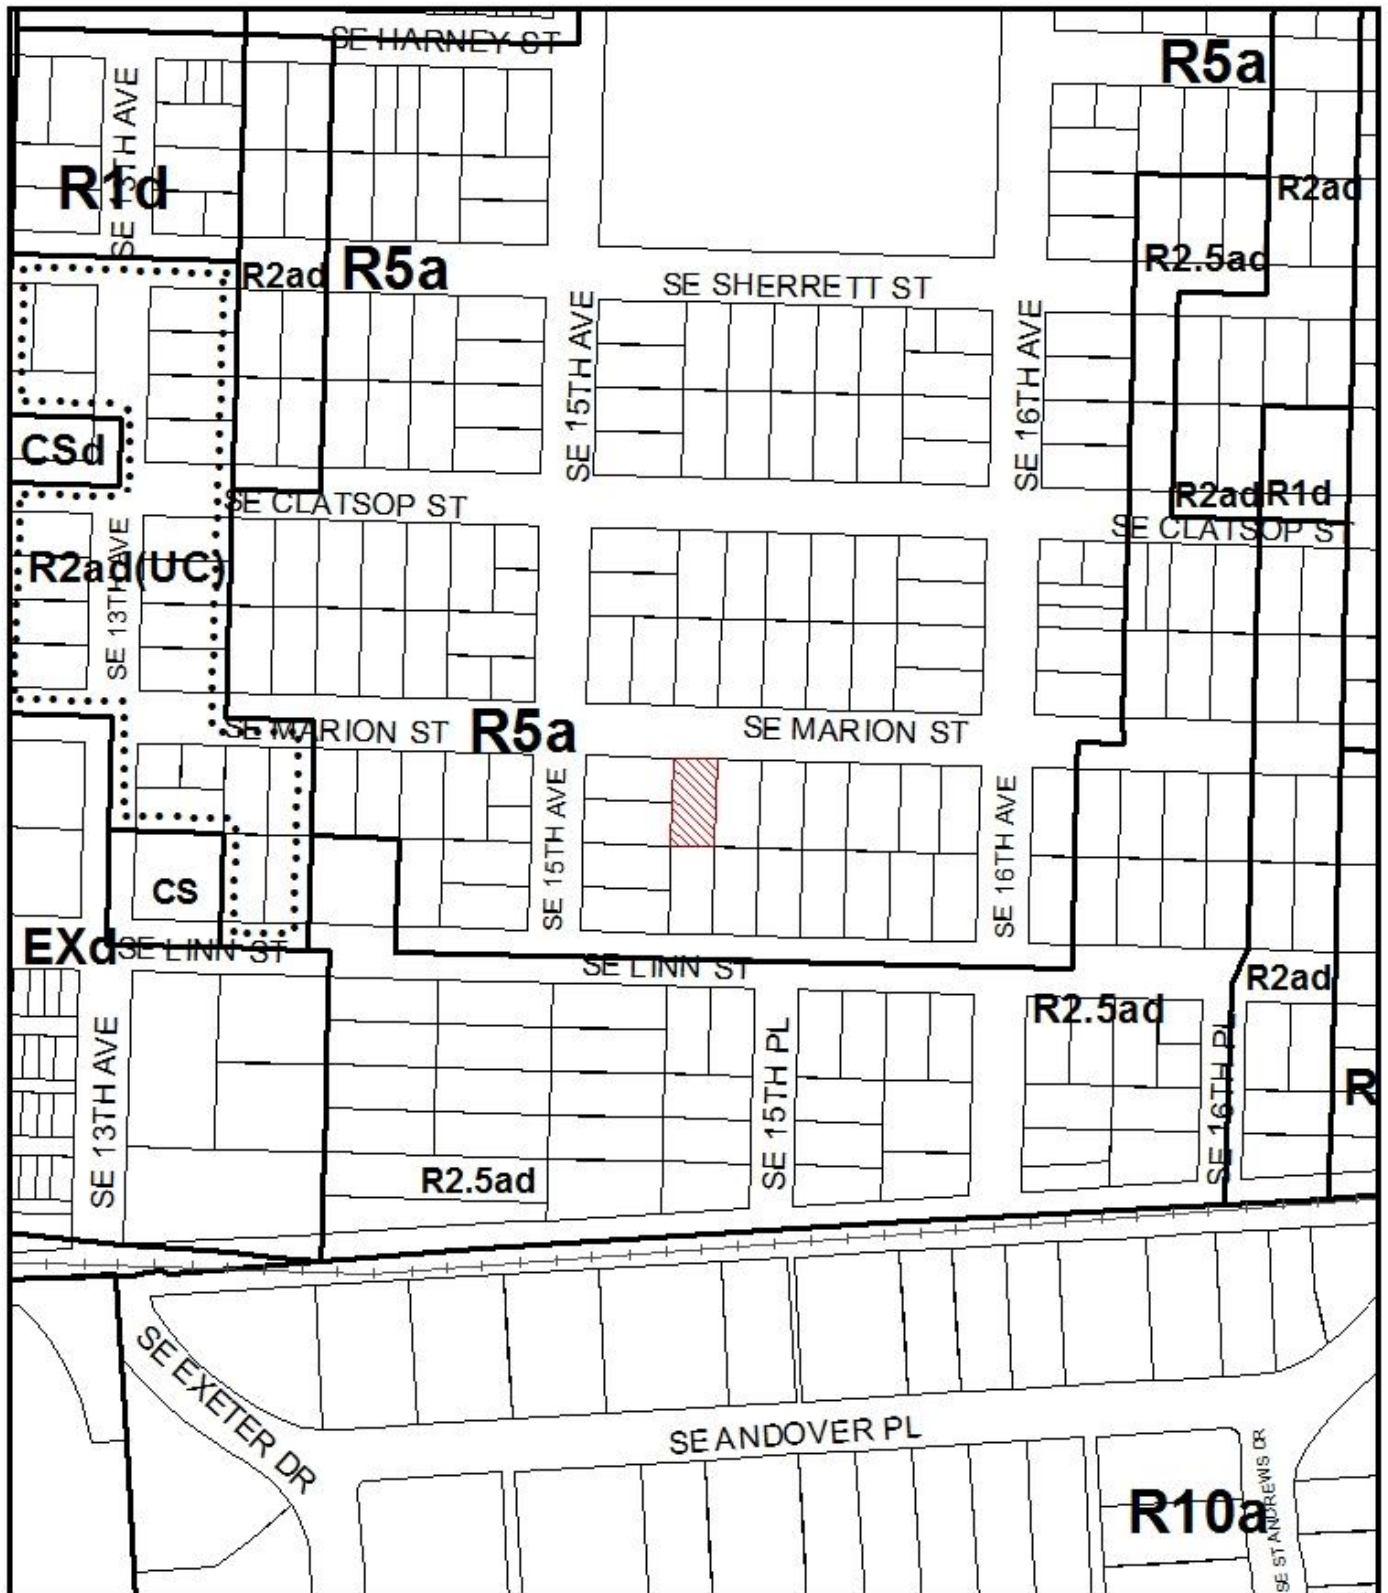 SE HARNEY ST
R5a
SE 13TH AVE
R1d
R2ad
R2ad
R5a
R2.5ad
SE SHERRETT ST
SE 15TH AVE
SE 16TH AVE
CSd
R2ad
R1d
SE CLATSOP ST
SE CLATSOP ST
R2ad(UC)
SE 13TH AVE
SE MARION ST
R5a
SE MARION ST
SE 15TH AVE
SE 16TH AVE
CS
EXd
SE LINN ST
SE LINN ST
R2ad
R2.5ad
SE 13TH AVE
SE 15TH PL
SE 16TH PL
R
R2.5ad
SE EXETER DR
SE ANDOVER PL
SE ST ANDREWS DR
R10a